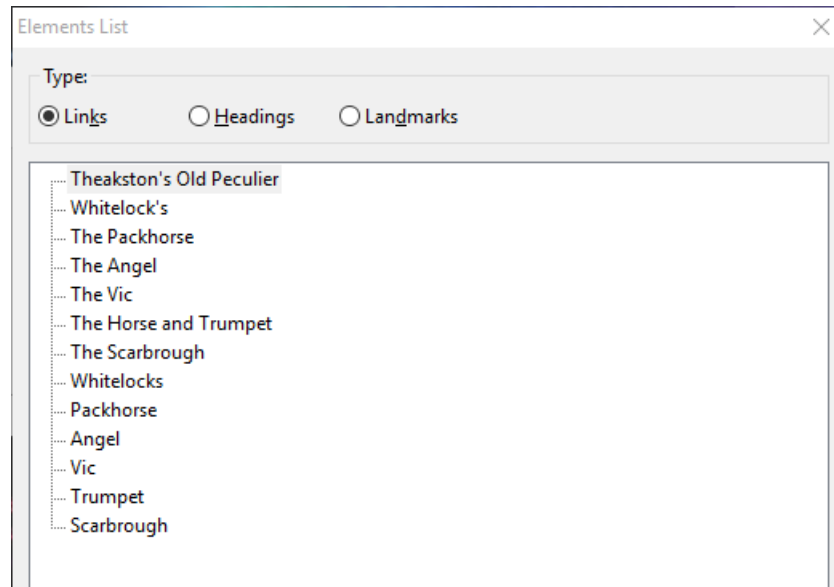 Elements List
Type:
Links Headings Landmarks
Theakston's Old Peculier
Whitelock's
The Packhorse
The Angel
The Vic
The Horse and Trumpet
The Scarbrough
Whitelocks
Packhorse
Angel
Vic
Trumpet
Scarbrough